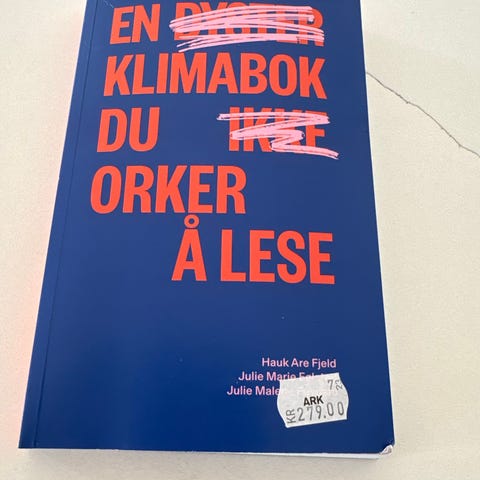 EN DYSTER
KLIMABOK
DU IKKE
ORKER
Å LESE
Hauk Are Fjeld
Julie Marie
Julie
ARK
KR 279.00